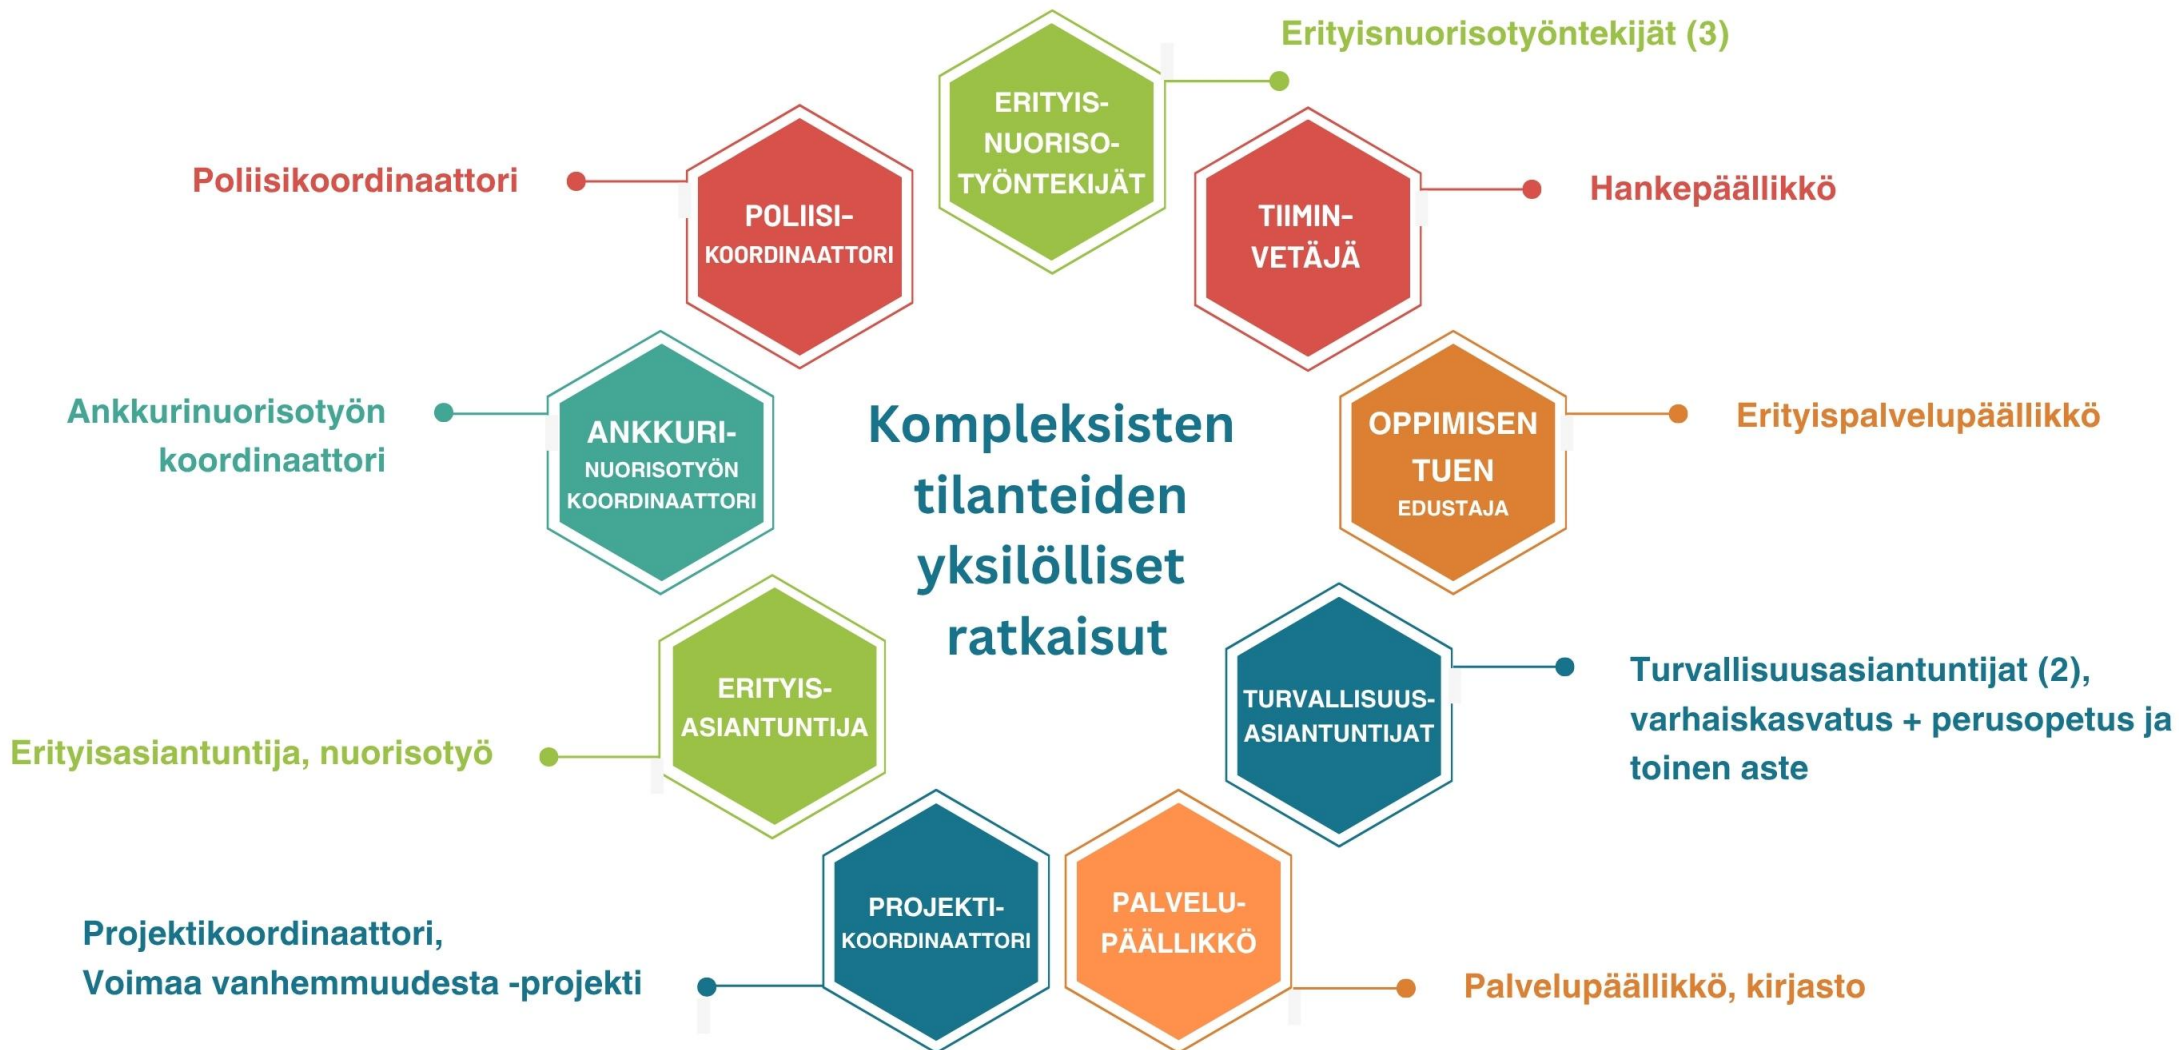 Erityisnuorisotyöntekijät (3)
ERITYIS-
NUORISO-
TYÖNTEKIJÄT
Poliisikoordinaattori
POLIISI-
KOORDINAATTORI
TIIMIN-
VETÄJÄ
Hankepäällikkö
Ankkurinuorisotyön
koordinaattori
ANKKURI-
NUORISOTYÖN
KOORDINAATTORI
Kompleksisten
tilanteiden
yksilölliset
ratkaisut
OPPIMISEN
TUEN
EDUSTAJA
Erityispalvelupäällikkö
Erityisasiantuntija, nuorisotyö
ERITYIS-
ASIANTUNTIJA
TURVALLISUUS-
ASIANTUNTIJAT
Turvallisuusasiantuntijat (2),
varhaiskasvatus + perusopetus ja
toinen aste
Projektikoordinaattori,
Voimaa vanhemmuudesta -projekti
PROJEKTI-
KOORDINAATTORI
PALVELU-
PÄÄLLIKKÖ
Palvelupäällikkö, kirjasto